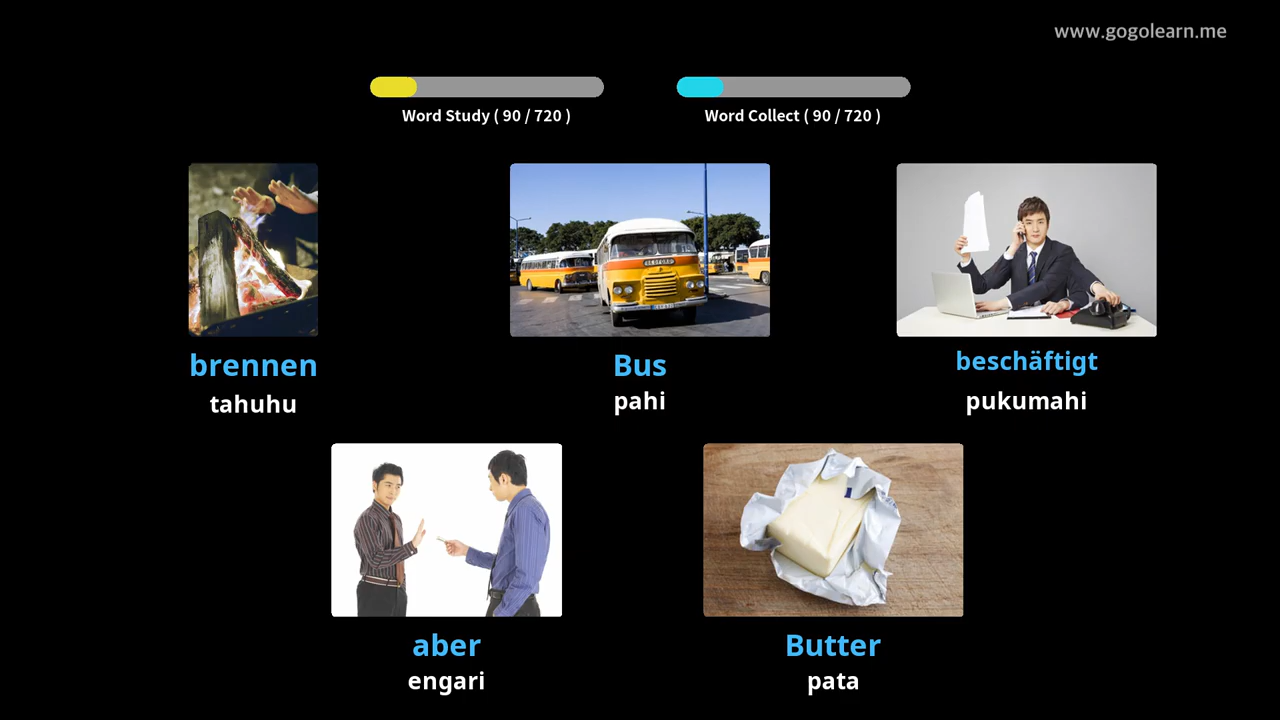 www.gogolearn.me
Word Study ( 90 / 720 )
Word Collect ( 90 / 720 )
brennen
tahuhu
Bus
pahi
beschäftigt
pukumahi
aber
engari
Butter
pata